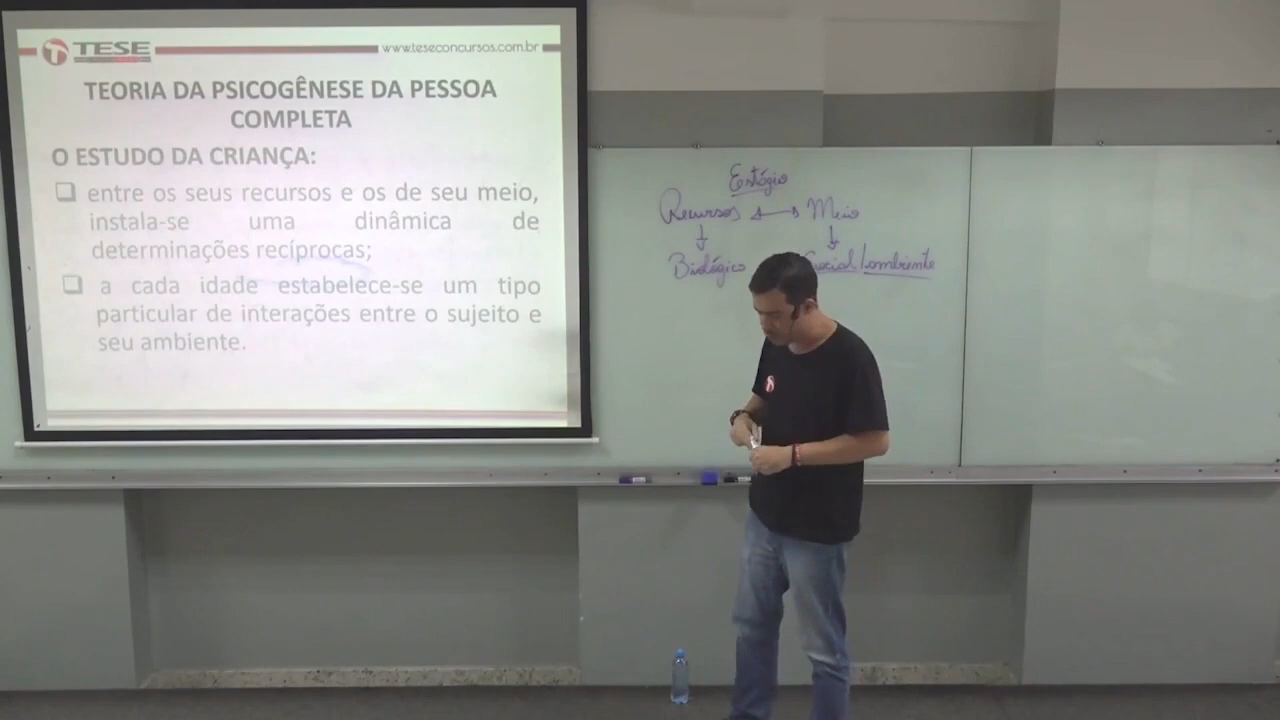 TESE
www.teseconcursos.com.br
TEORIA DA PSICOGÊNESE DA PESSOA
COMPLETA
O ESTUDO DA CRIANÇA:
entre os seus recursos e os de seu meio,
instala-se uma dinâmica de
determinações recíprocas;
a cada idade estabelece-se um tipo
particular de interações entre o sujeito e
seu ambiente.
Estágio
Recursos Meio
Biológico social/ambiente